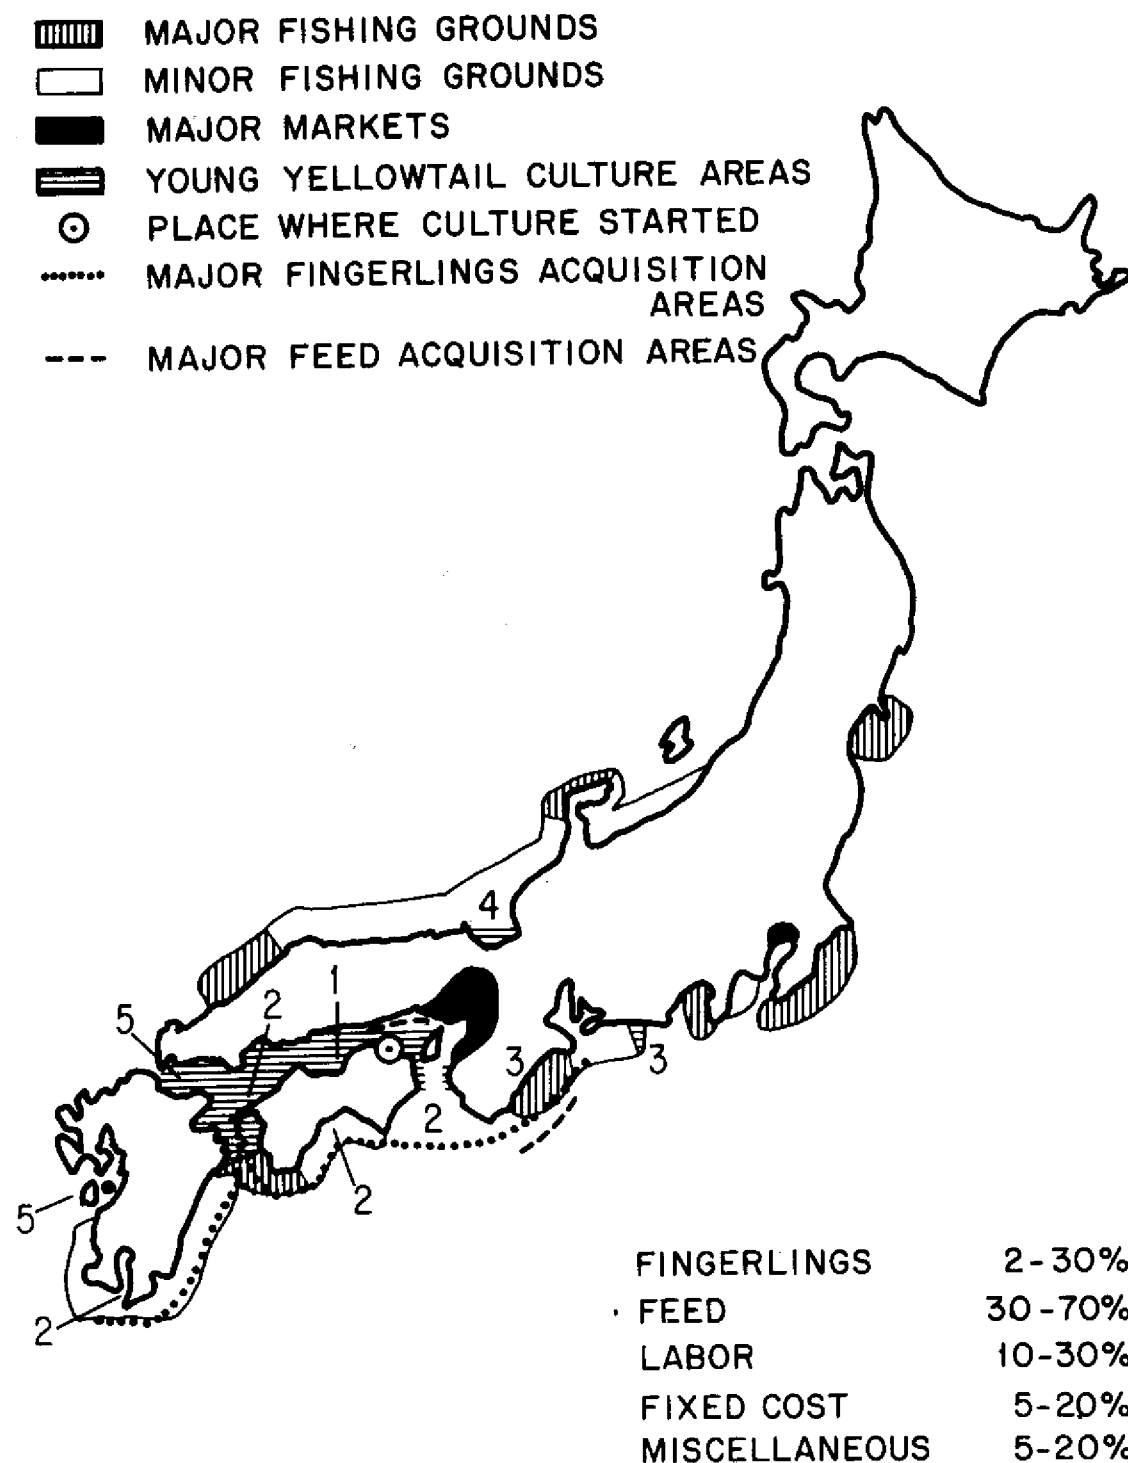 MAJOR FISHING GROUNDS
MINOR FISHING GROUNDS
MAJOR MARKETS
YOUNG YELLOWTAIL CULTURE AREAS
PLACE WHERE CULTURE STARTED
MAJOR FINGERLINGS ACQUISITION
AREAS
MAJOR FEED ACQUISITION AREAS
4
1
2
5
3
3
2
2
5
2
FINGERLINGS 2-30%
FEED 30-70%
LABOR 10-30%
FIXED COST 5-20%
MISCELLANEOUS 5-20%